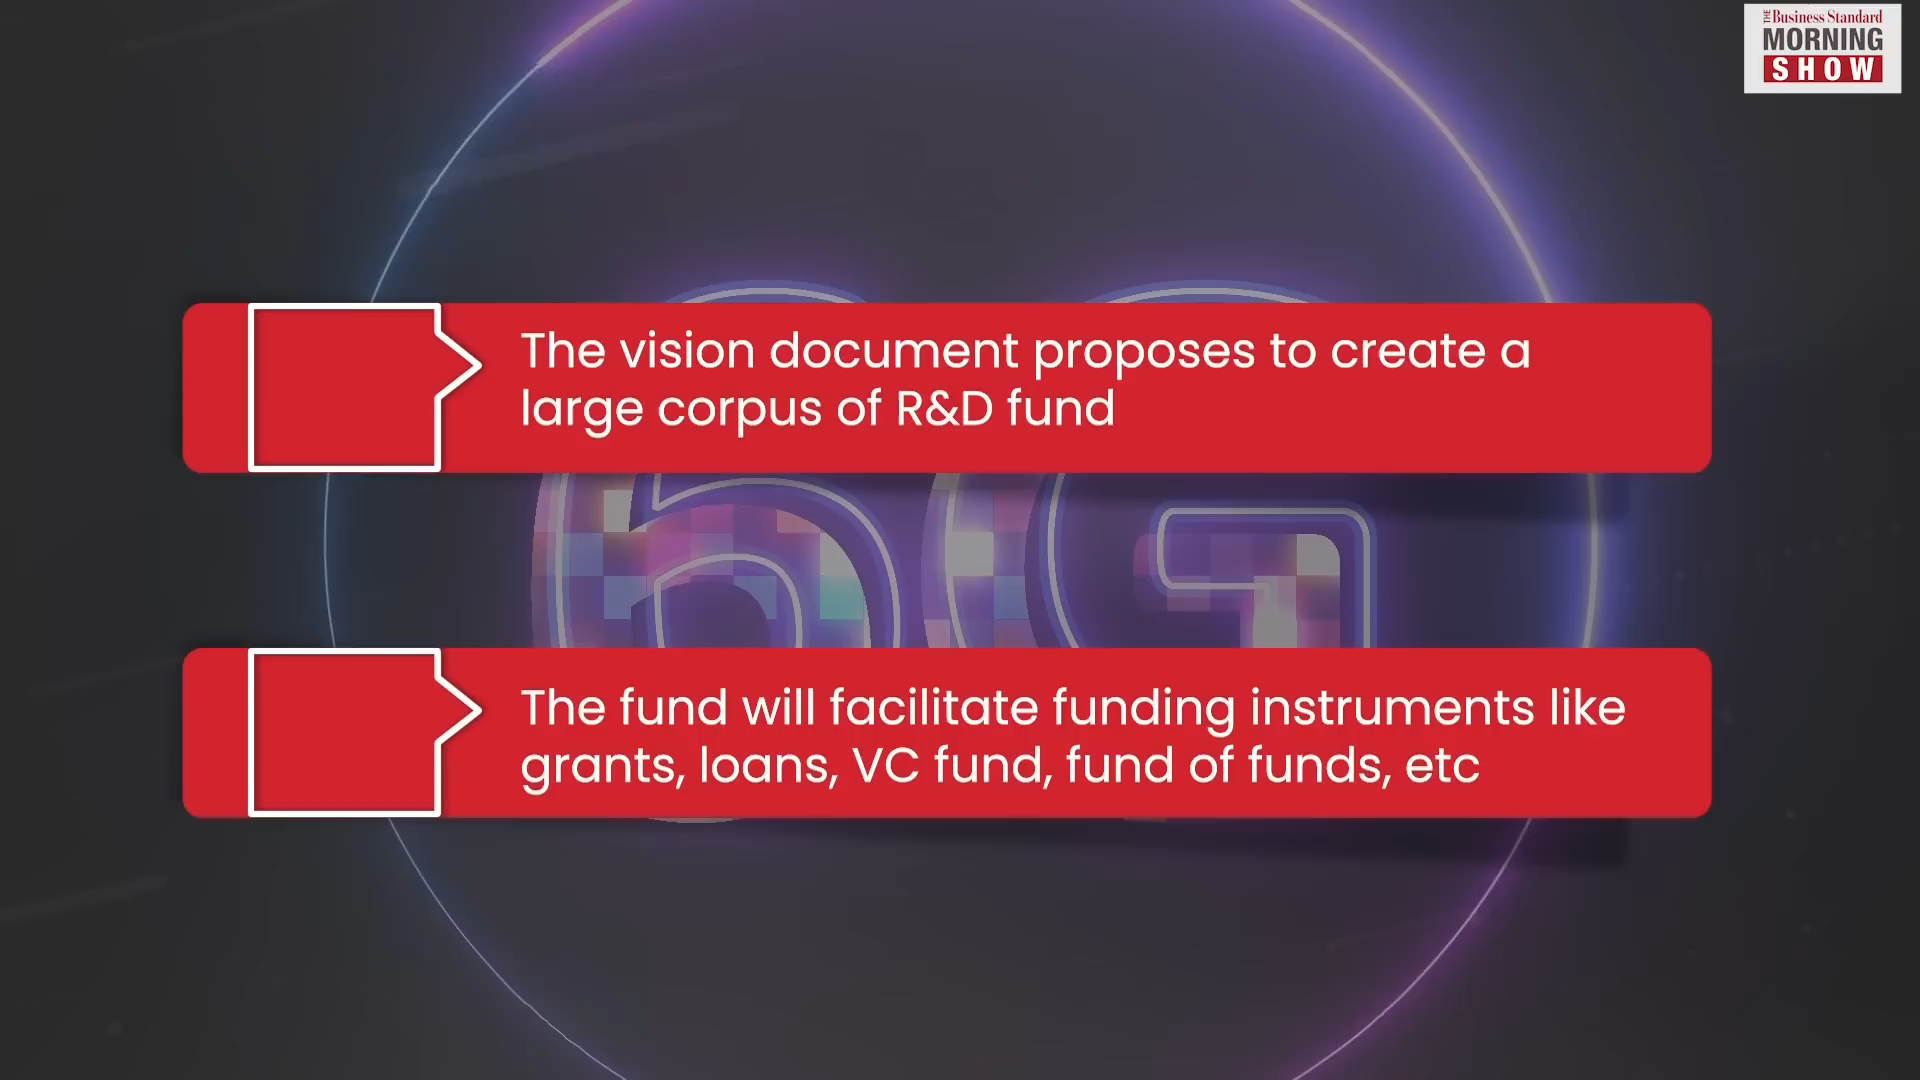 THE Business Standard
MORNING
SHOW
The vision document proposes to create a
large corpus of R&D fund
6G
The fund will facilitate funding instruments like
grants, loans, VC fund, fund of funds, etc